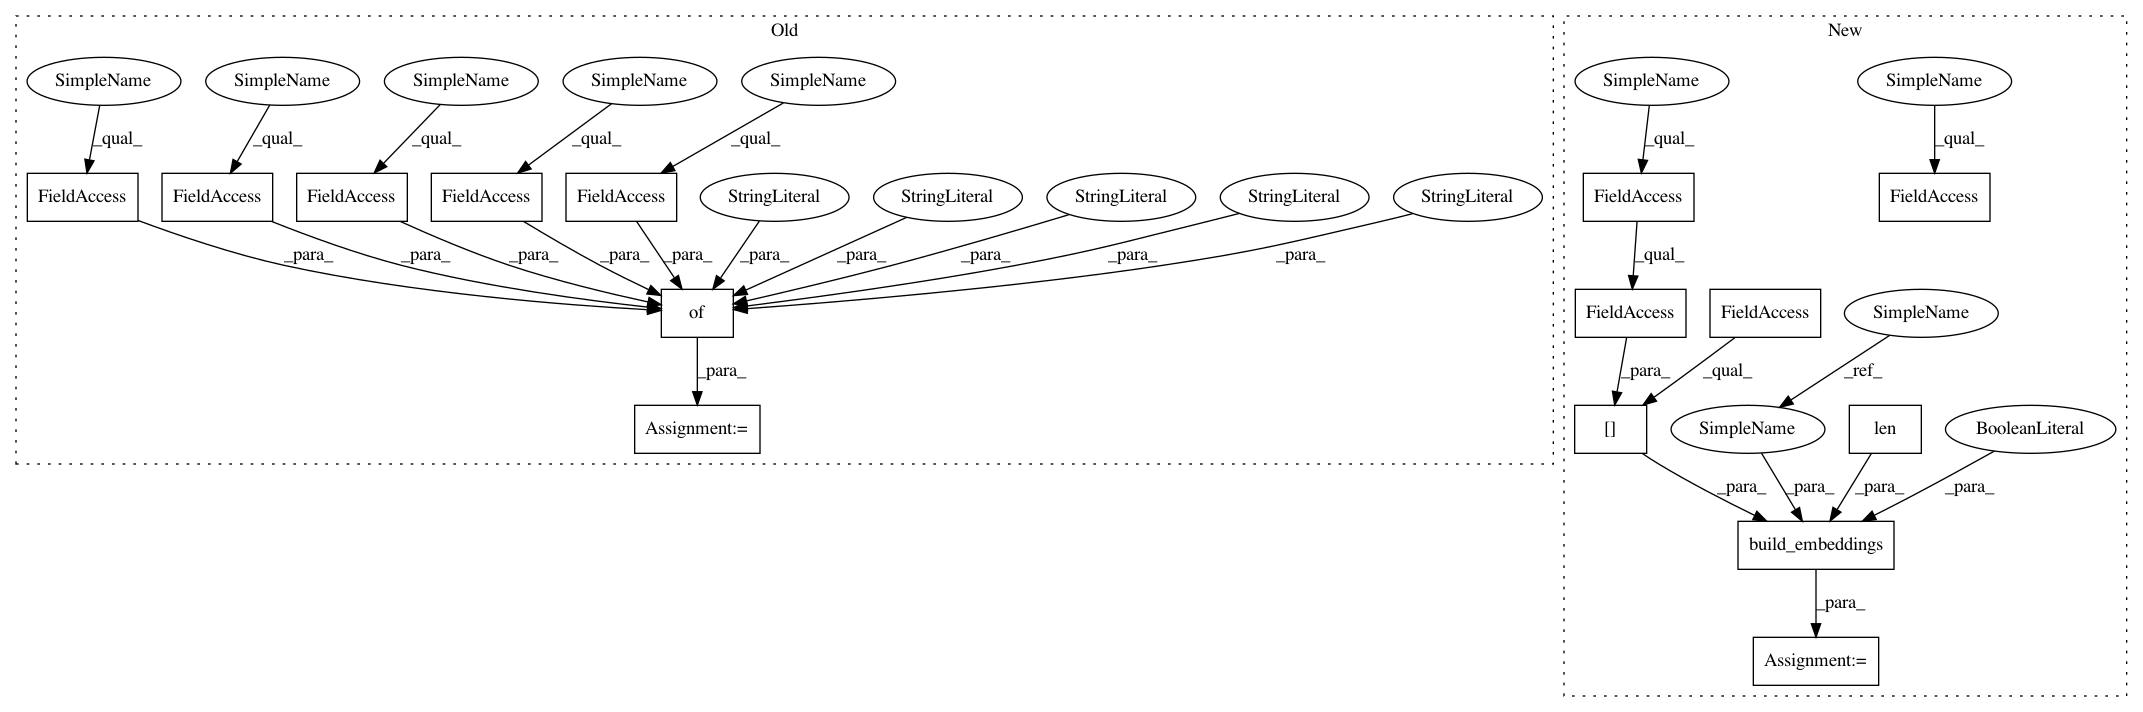 Old
New
SimpleName
SimpleName
SimpleName
SimpleName
SimpleName
SimpleName
SimpleName
_qual_
_qual_
_qual_
_qual_
_qual_
_qual_
_qual_
FieldAccess
FieldAccess
FieldAccess
FieldAccess
FieldAccess
StringLiteral
StringLiteral
StringLiteral
StringLiteral
StringLiteral
FieldAccess
FieldAccess
_para_
_para_
_para_
_para_
_para_
_para_
_para_
_para_
_para_
_para_
_qual_
of
FieldAccess
FieldAccess
SimpleName
_para_
_para_
_qual_
_ref_
Assignment:=
[]
SimpleName
len
BooleanLiteral
_para_
_para_
_para_
_para_
build_embeddings
_para_
Assignment:=